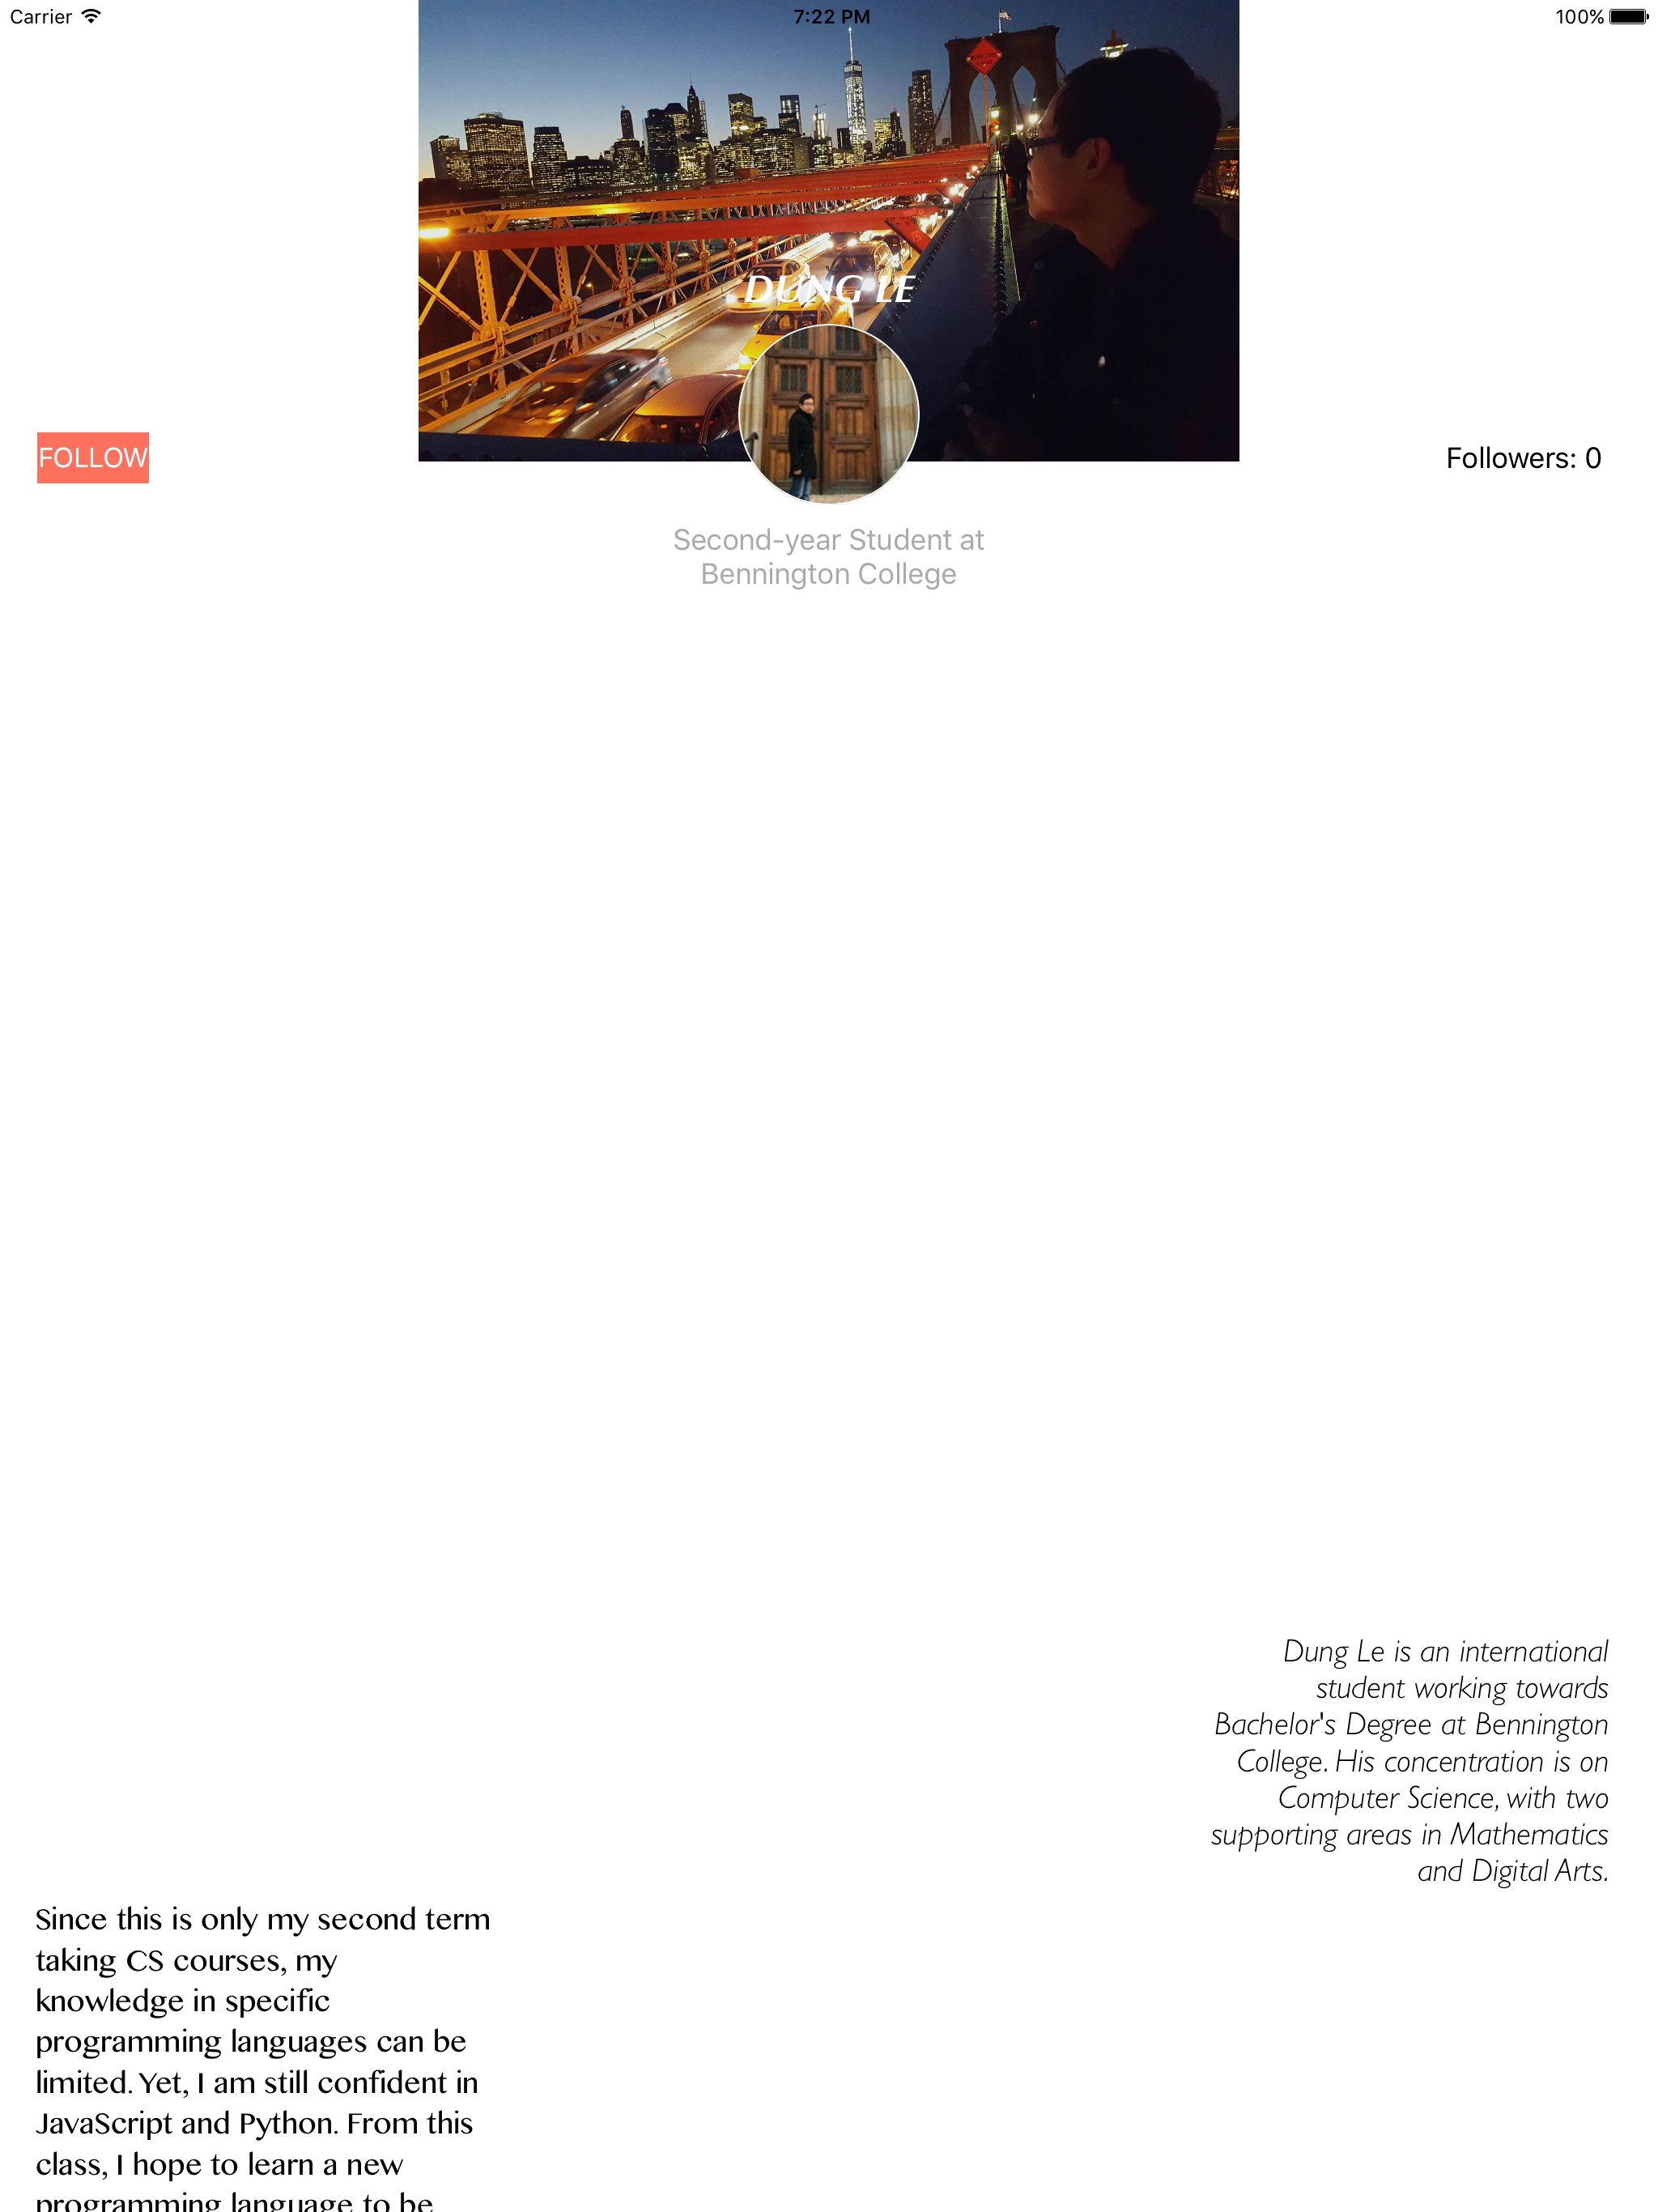 Carrier 7:22 PM 100%
DUNG LE
FOLLOW
Followers: 0
Second-year Student at
Bennington College
Dung Le is an international
student working towards
Bachelor's Degree at Bennington
College. His concentration is on
Computer Science, with two
supporting areas in Mathematics
and Digital Arts.
Since this is only my second term
taking CS courses, my
knowledge in specific
programming languages can be
limited. Yet, I am still confident in
JavaScript and Python. From this
class, I hope to learn a new
programming language to be